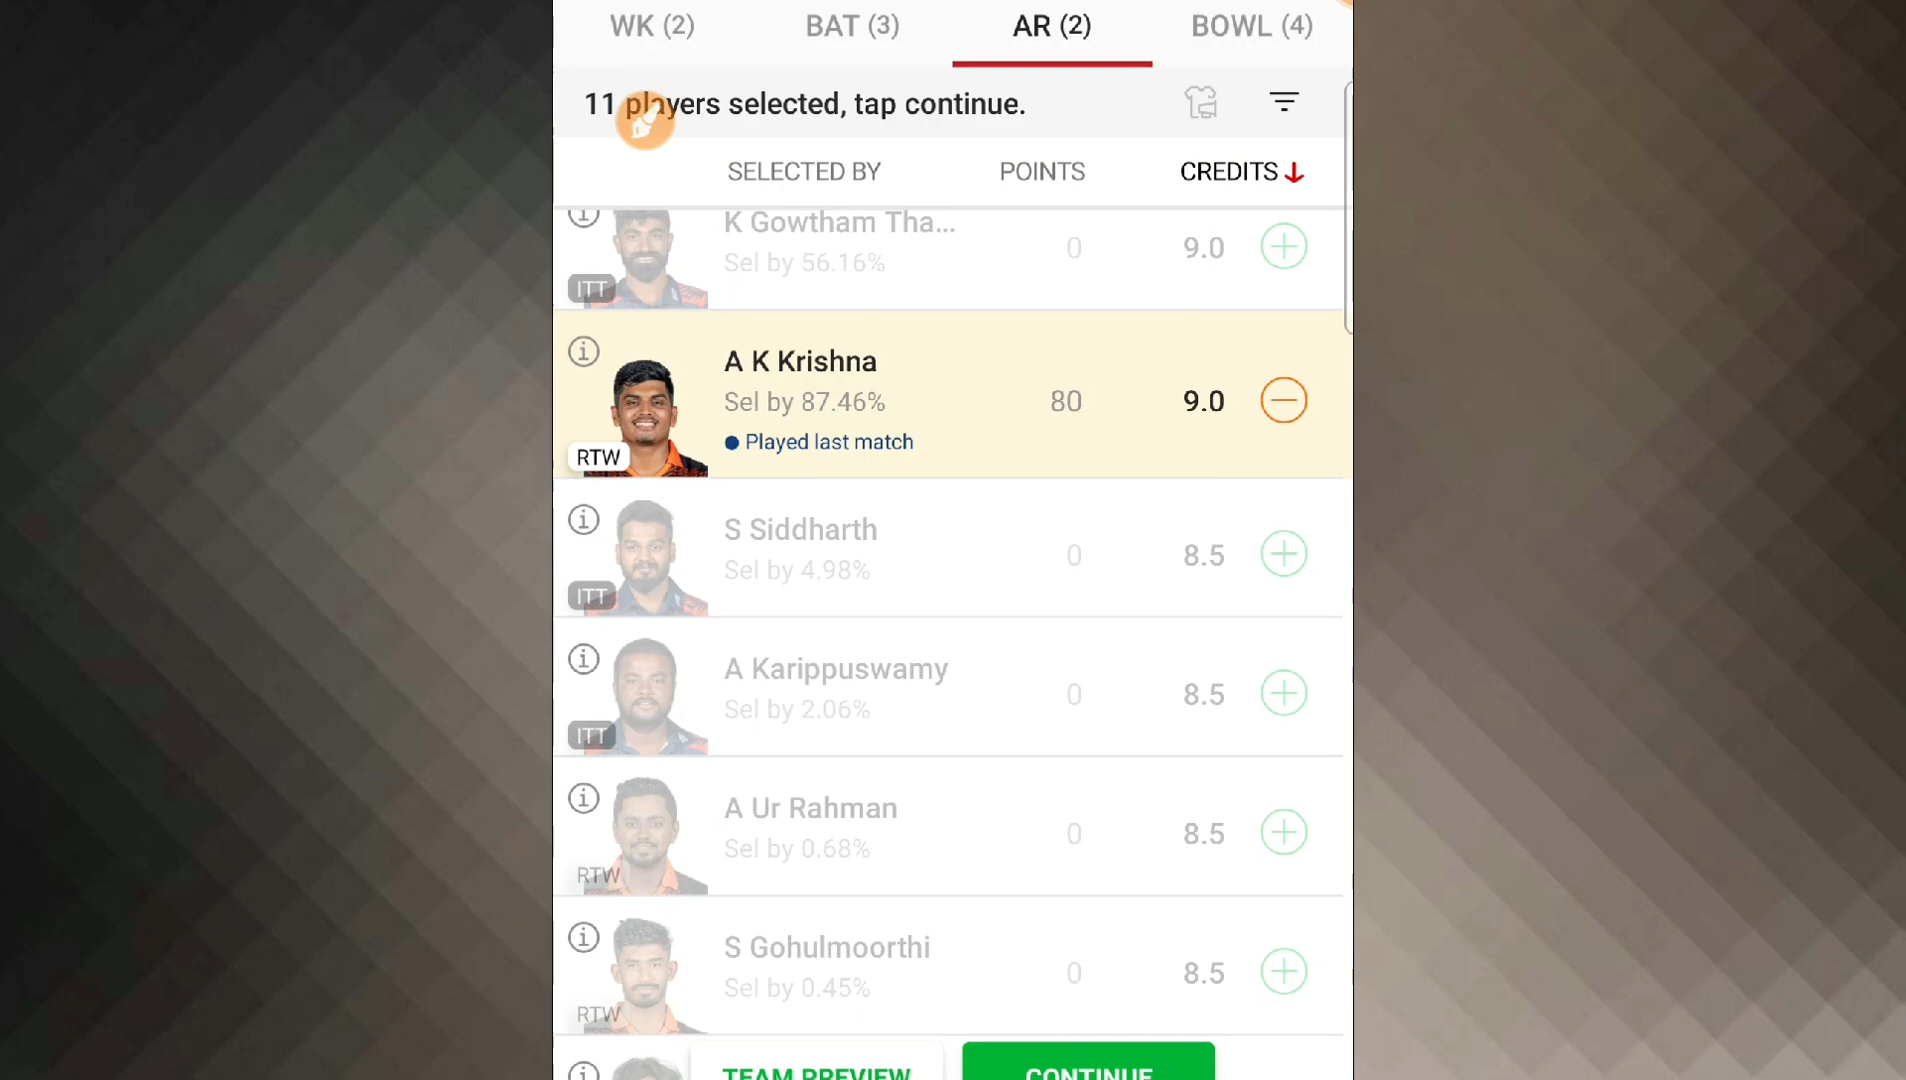 WK (2) BAT (3) AR (2) BOWL (4)
11 players selected, tap continue.
SELECTED BY POINTS CREDITS
K Gowtham Tha...
Sel by 56.16% 0 9.0
ITT
A K Krishna
Sel by 87.46% 80 9.0
Played last match
RTW
S Siddharth
Sel by 4.98% 0 8.5
ITT
A Karippuswamy
Sel by 2.06% 0 8.5
ITT
A Ur Rahman
Sel by 0.68% 0 8.5
RTW
S Gohulmoorthi
Sel by 0.45% 0 8.5
RTW
TEAM PREVIEW CONTINUE